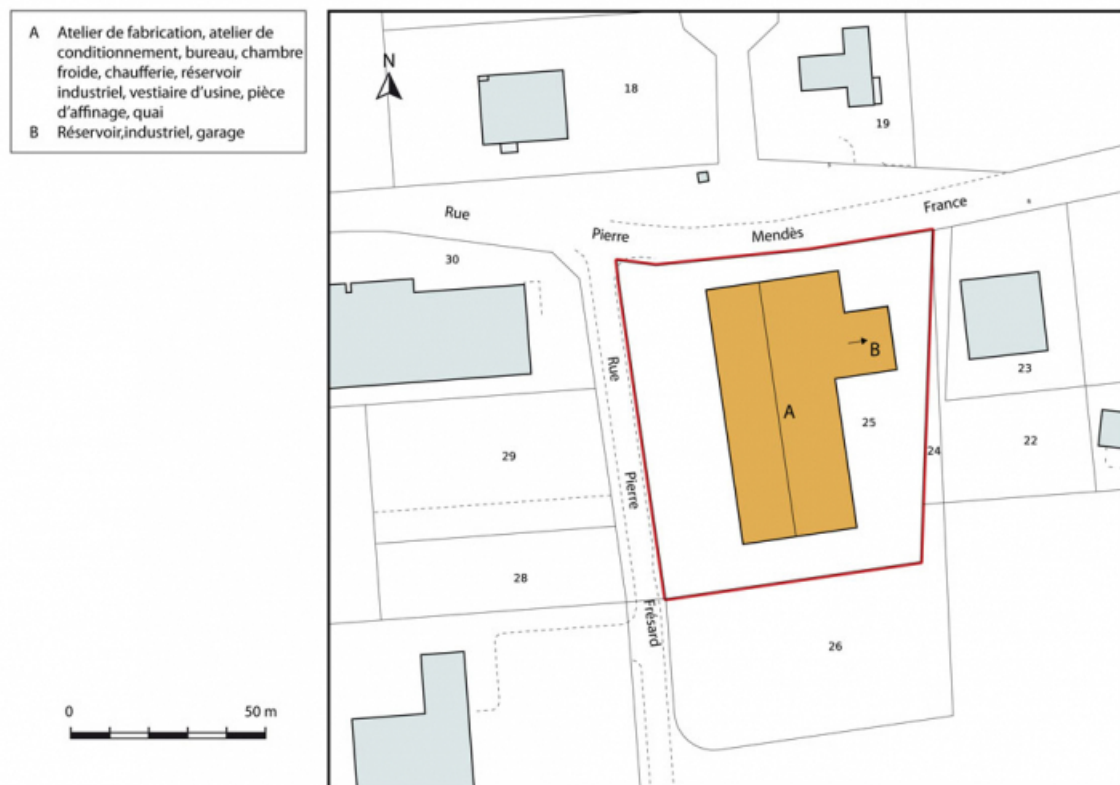 A Atelier de fabrication, atelier de
conditionnement, bureau, chambre
froide, chaufferie, réservoir
industriel, vestiaire d'usine, pièce
d'affinage, quai
B Réservoir,industriel, garage
N
18
19
Rue
Pierre
Mendès
France
30
Rue
B
23
A
25
29
24
22
Pierre
28
Frésard
26
0 50 m